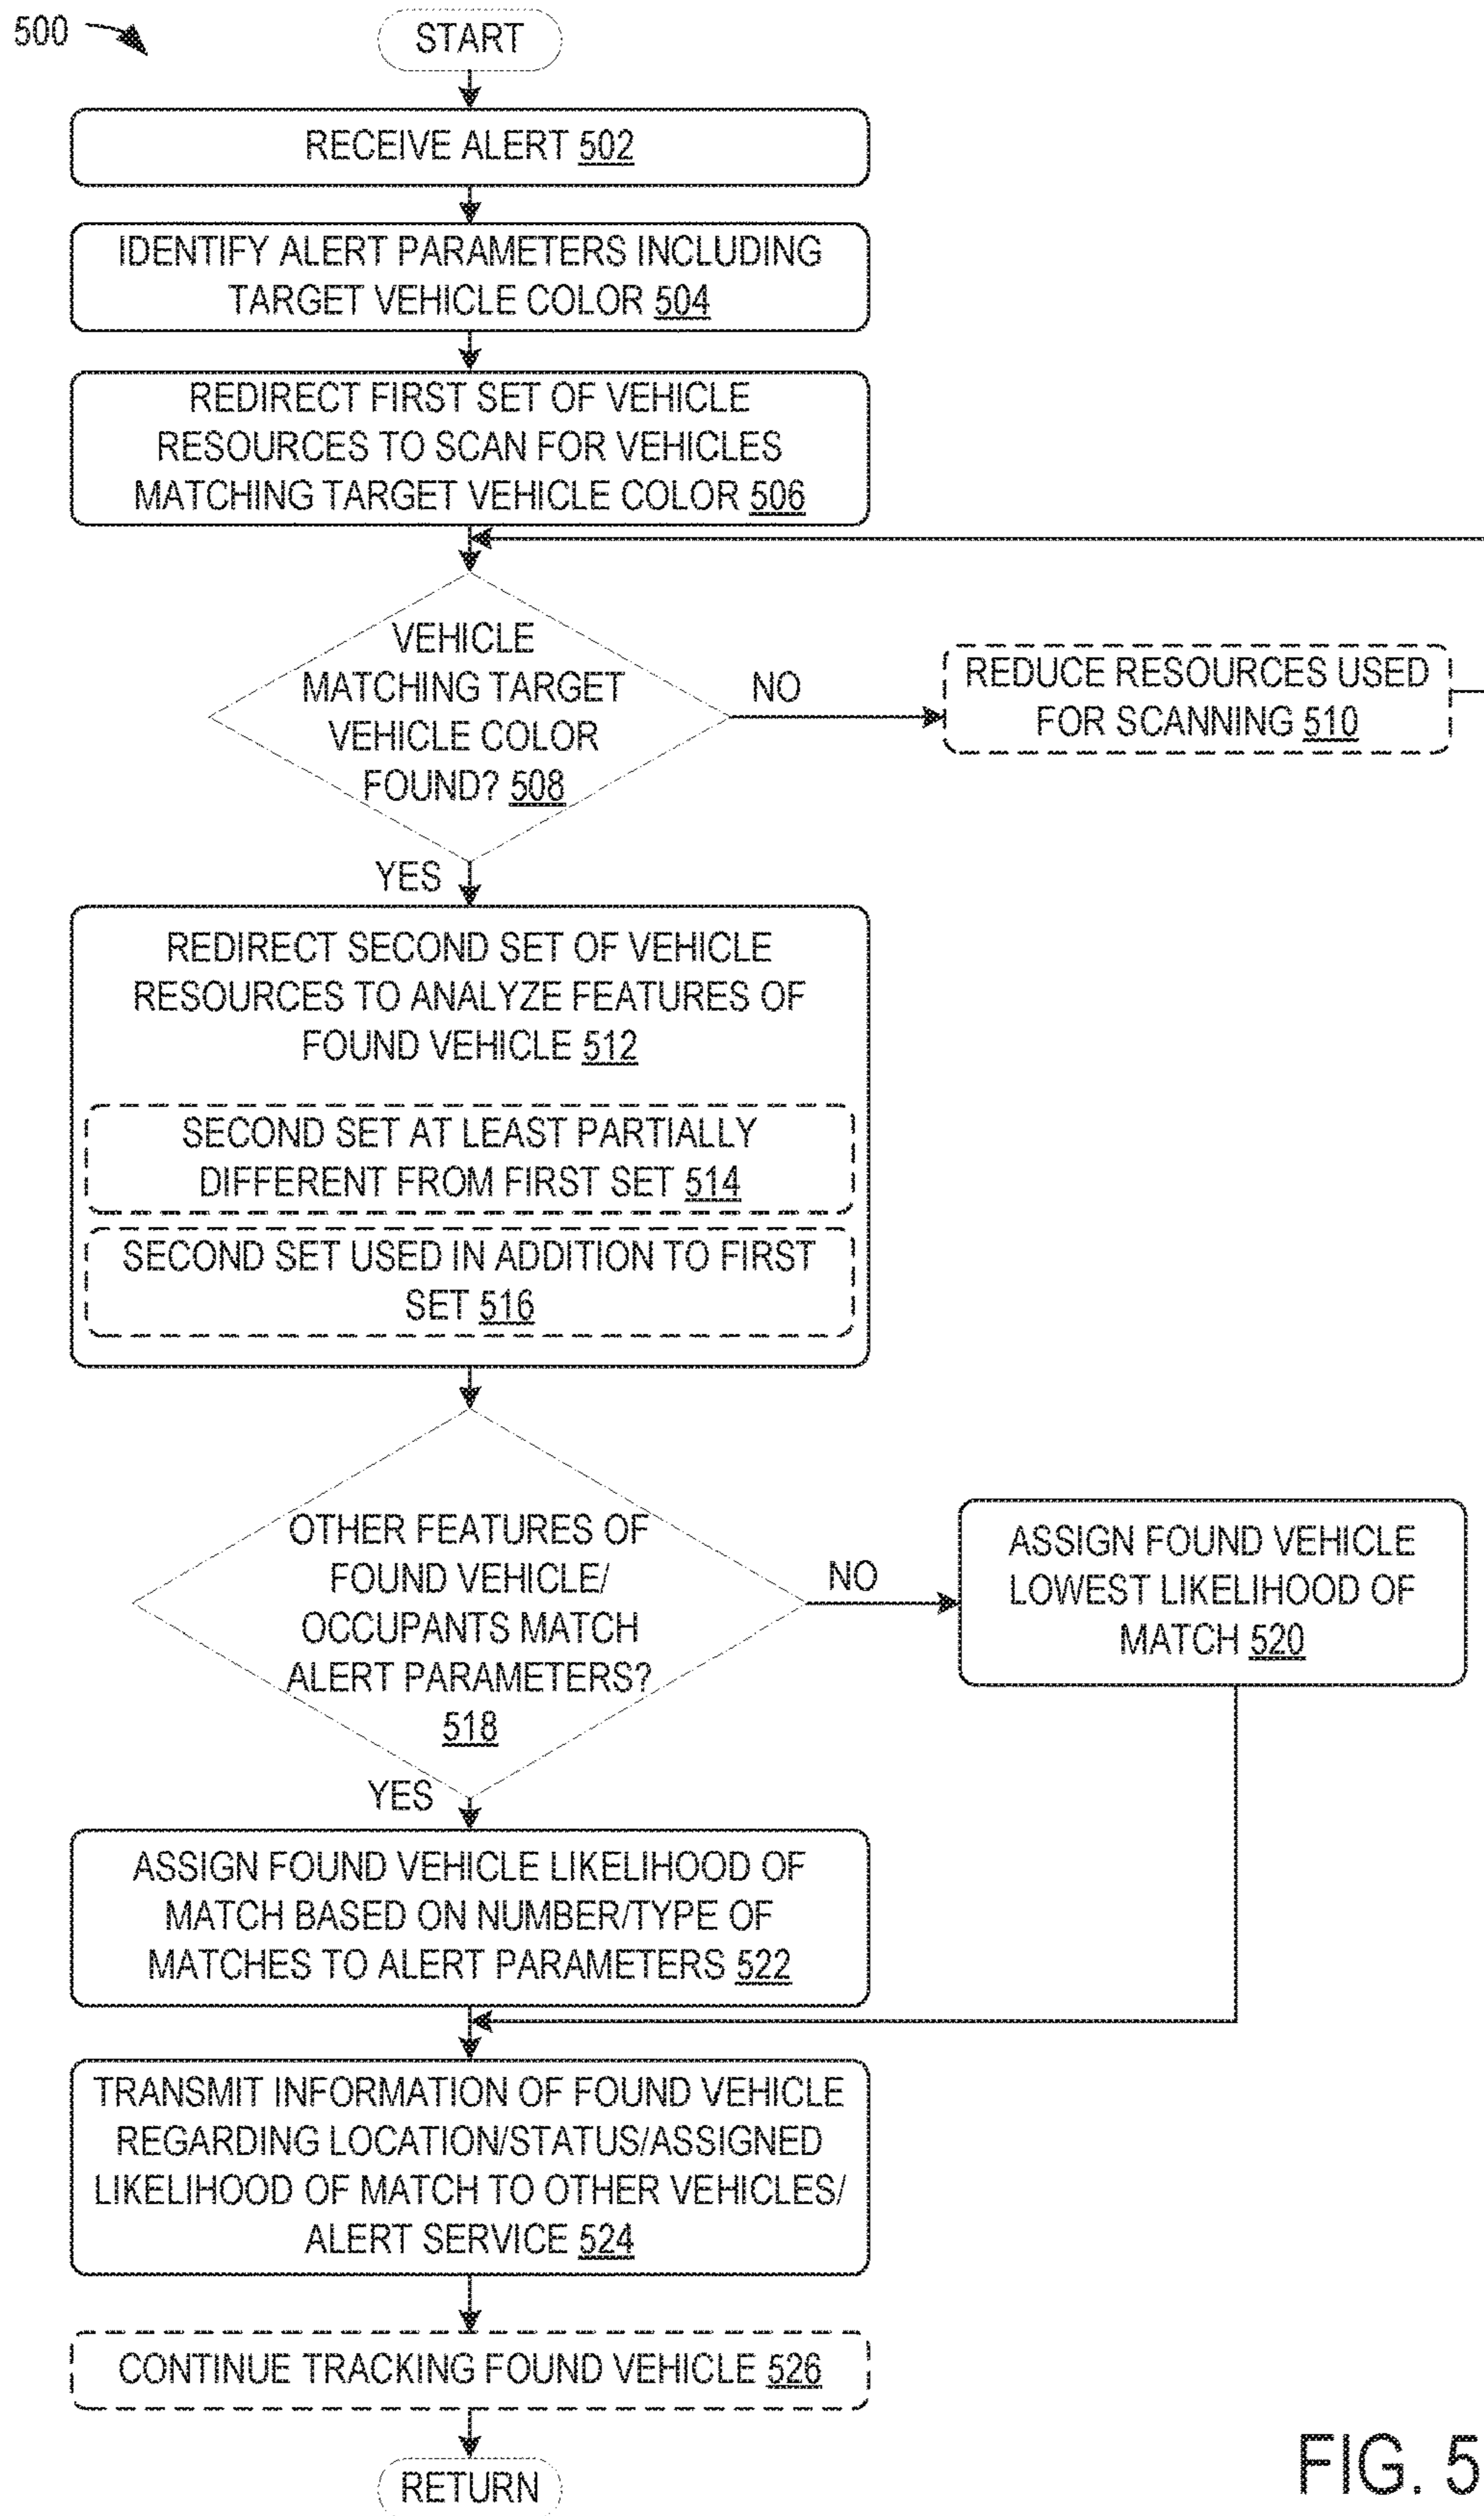 500
START
RECEIVE ALERT 502
IDENTIFY ALERT PARAMETERS INCLUDING
TARGET VEHICLE COLOR 504
REDIRECT FIRST SET OF VEHICLE
RESOURCES TO SCAN FOR VEHICLES
MATCHING TARGET VEHICLE COLOR 506
VEHICLE
MATCHING TARGET
VEHICLE COLOR
FOUND? 508
NO
REDUCE RESOURCES USED
FOR SCANNING 510
YES
REDIRECT SECOND SET OF VEHICLE
RESOURCES TO ANALYZE FEATURES OF
FOUND VEHICLE 512
SECOND SET AT LEAST PARTIALLY
DIFFERENT FROM FIRST SET 514
SECOND SET USED IN ADDITION TO FIRST
SET 516
OTHER FEATURES OF
FOUND VEHICLE/
OCCUPANTS MATCH
ALERT PARAMETERS?
518
NO
ASSIGN FOUND VEHICLE
LOWEST LIKELIHOOD OF
MATCH 520
YES
ASSIGN FOUND VEHICLE LIKELIHOOD OF
MATCH BASED ON NUMBER/TYPE OF
MATCHES TO ALERT PARAMETERS 522
TRANSMIT INFORMATION OF FOUND VEHICLE
REGARDING LOCATION/STATUS/ASSIGNED
LIKELIHOOD OF MATCH TO OTHER VEHICLES/
ALERT SERVICE 524
CONTINUE TRACKING FOUND VEHICLE 526
RETURN
FIG. 5